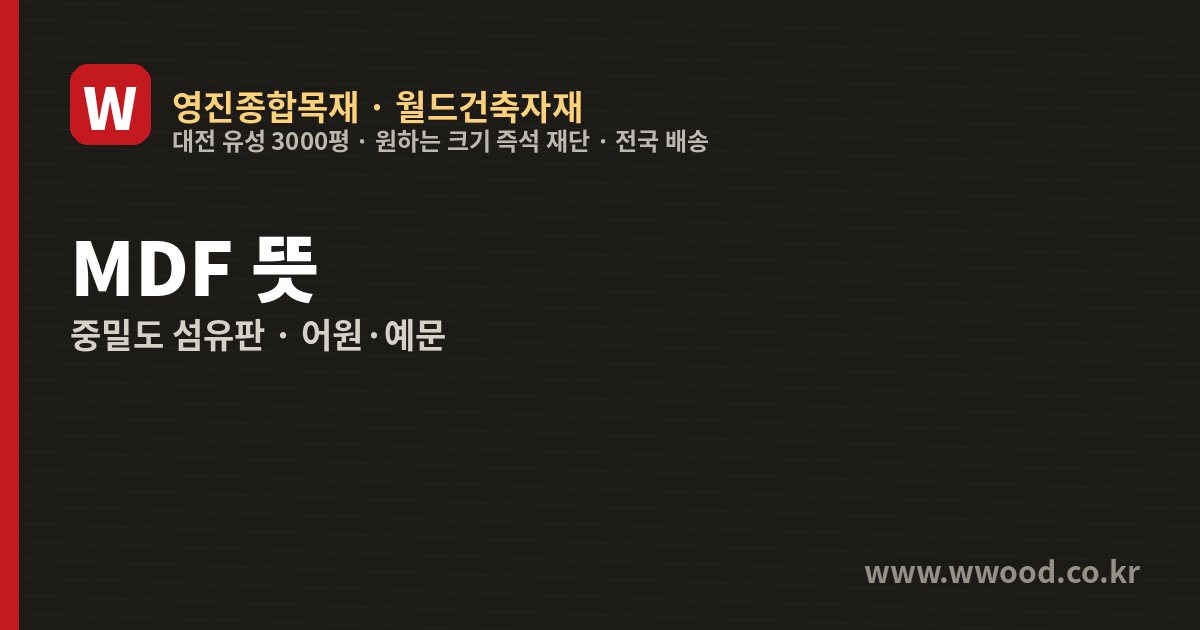 W
영진종합목재 · 월드건축자재
대전 유성 3000평 · 원하는 크기 즉석 재단 · 전국 배송
MDF 뜻
중밀도 섬유판 · 어원·예문
www.wwood.co.kr